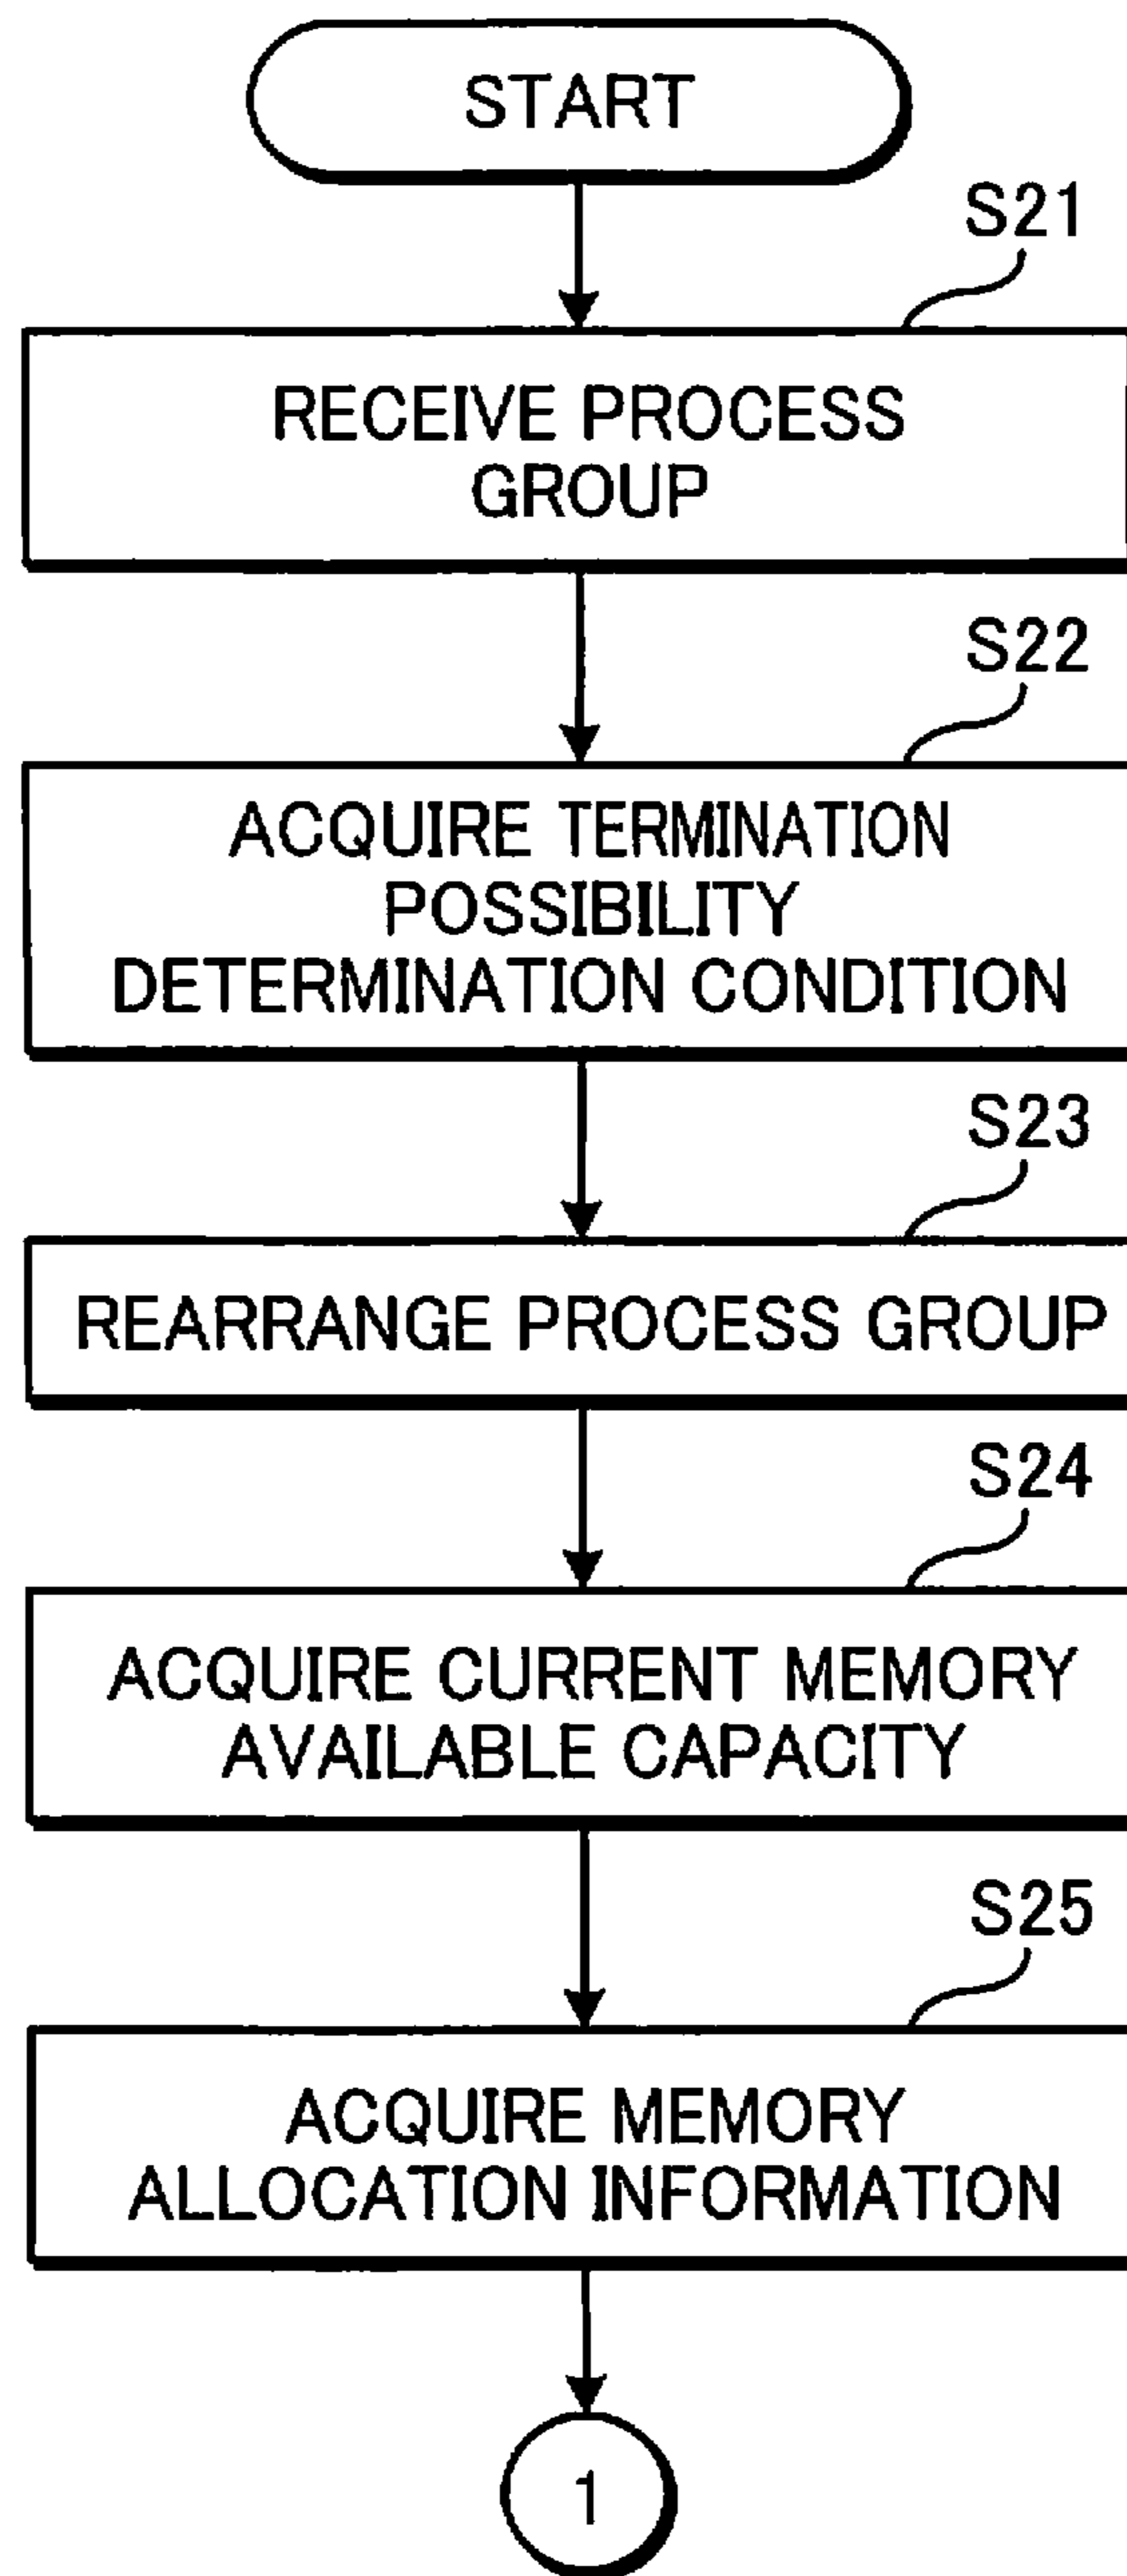 START
S21
RECEIVE PROCESS
GROUP
S22
ACQUIRE TERMINATION
POSSIBILITY
DETERMINATION CONDITION
S23
REARRANGE PROCESS GROUP
S24
ACQUIRE CURRENT MEMORY
AVAILABLE CAPACITY
S25
ACQUIRE MEMORY
ALLOCATION INFORMATION
1